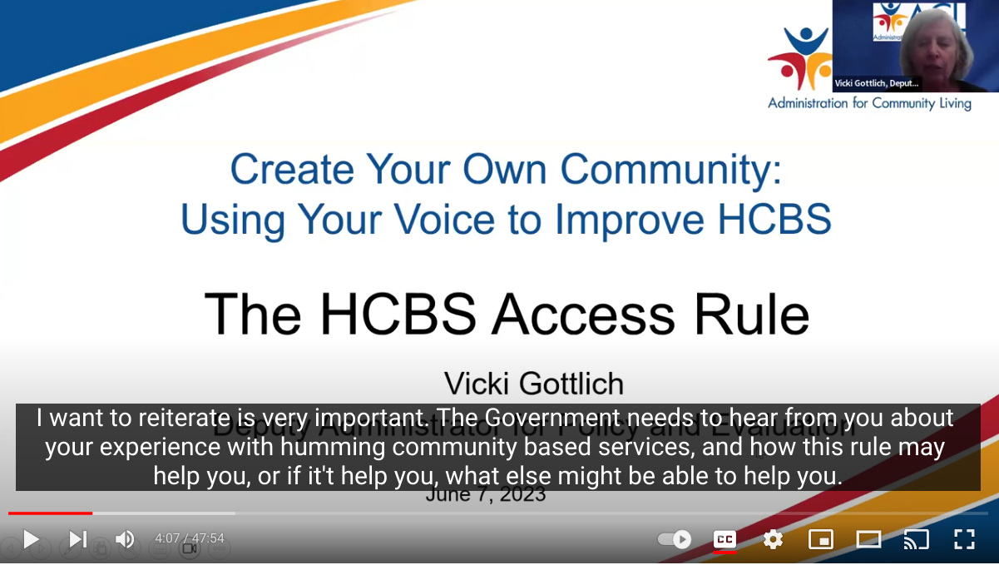 ACL
Vicki Gottlich, Deput...
Administration for Community Living
Create Your Own Community:
Using Your Voice to Improve HCBS
The HCBS Access Rule
Vicki Gottlich
Deputy Administrator for Policy and Evaluation
I want to reiterate is very important. The Government needs to hear from you about
your experience with humming community based services, and how this rule may
help you, or if it't help you, what else might be able to help you.
June 7, 2023
4:07 / 47:54
CC